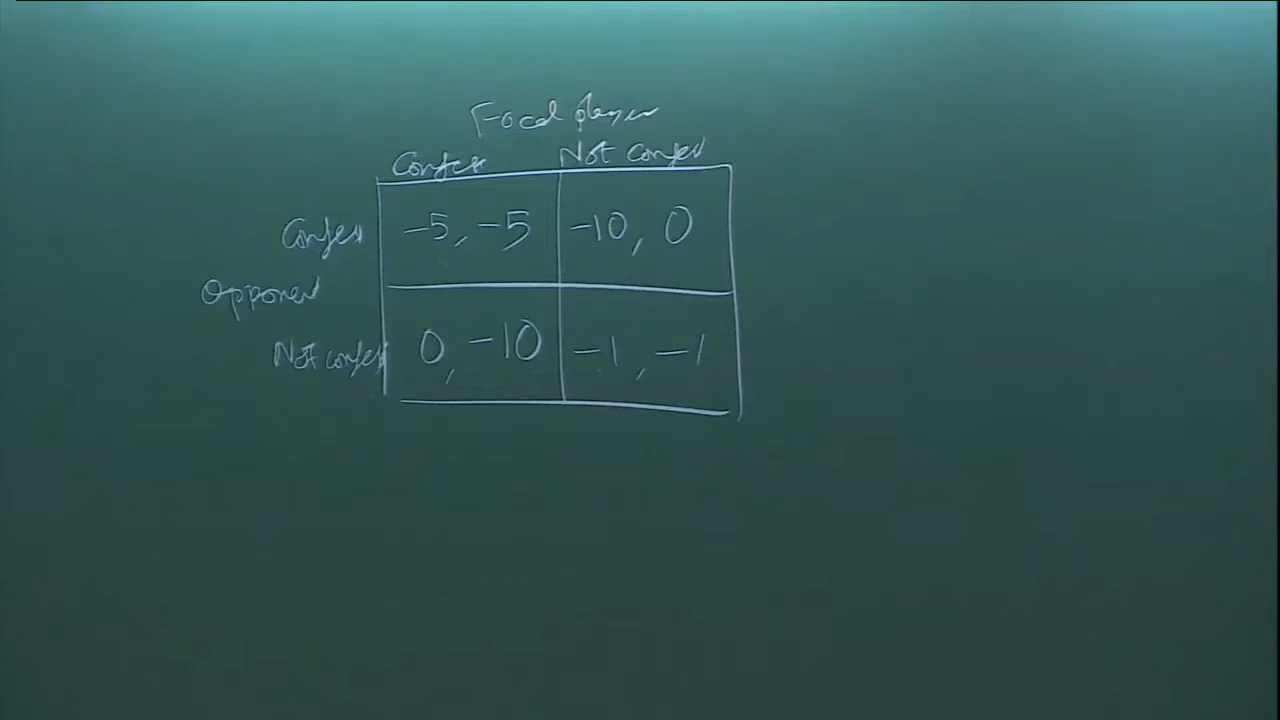 Focal player
Confess Not confess
Confess -5, -5 -10, 0
Opponent
Not confess 0, -10 -1, -1